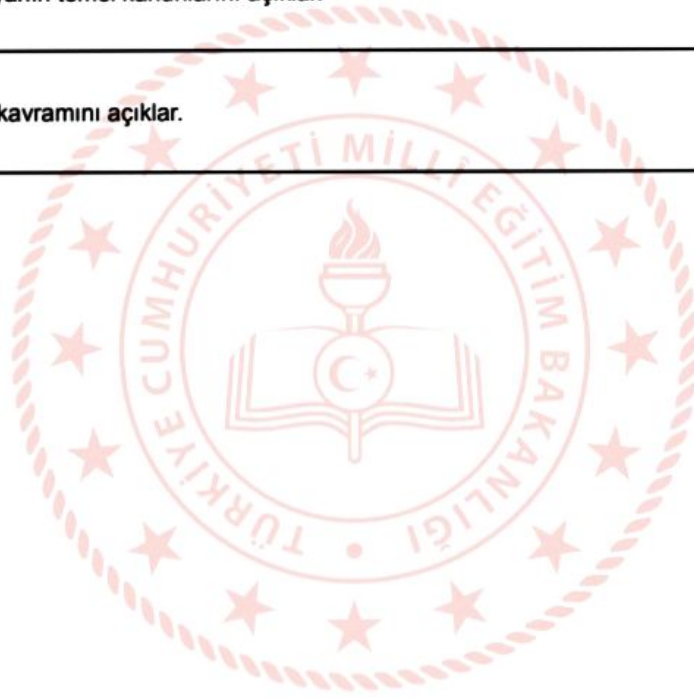 temel kanunlarını açıklar.
kavramını açıklar.
TÜRKİYE CUMHURİYETİ MİLLÎ EĞİTİM BAKANLIĞI